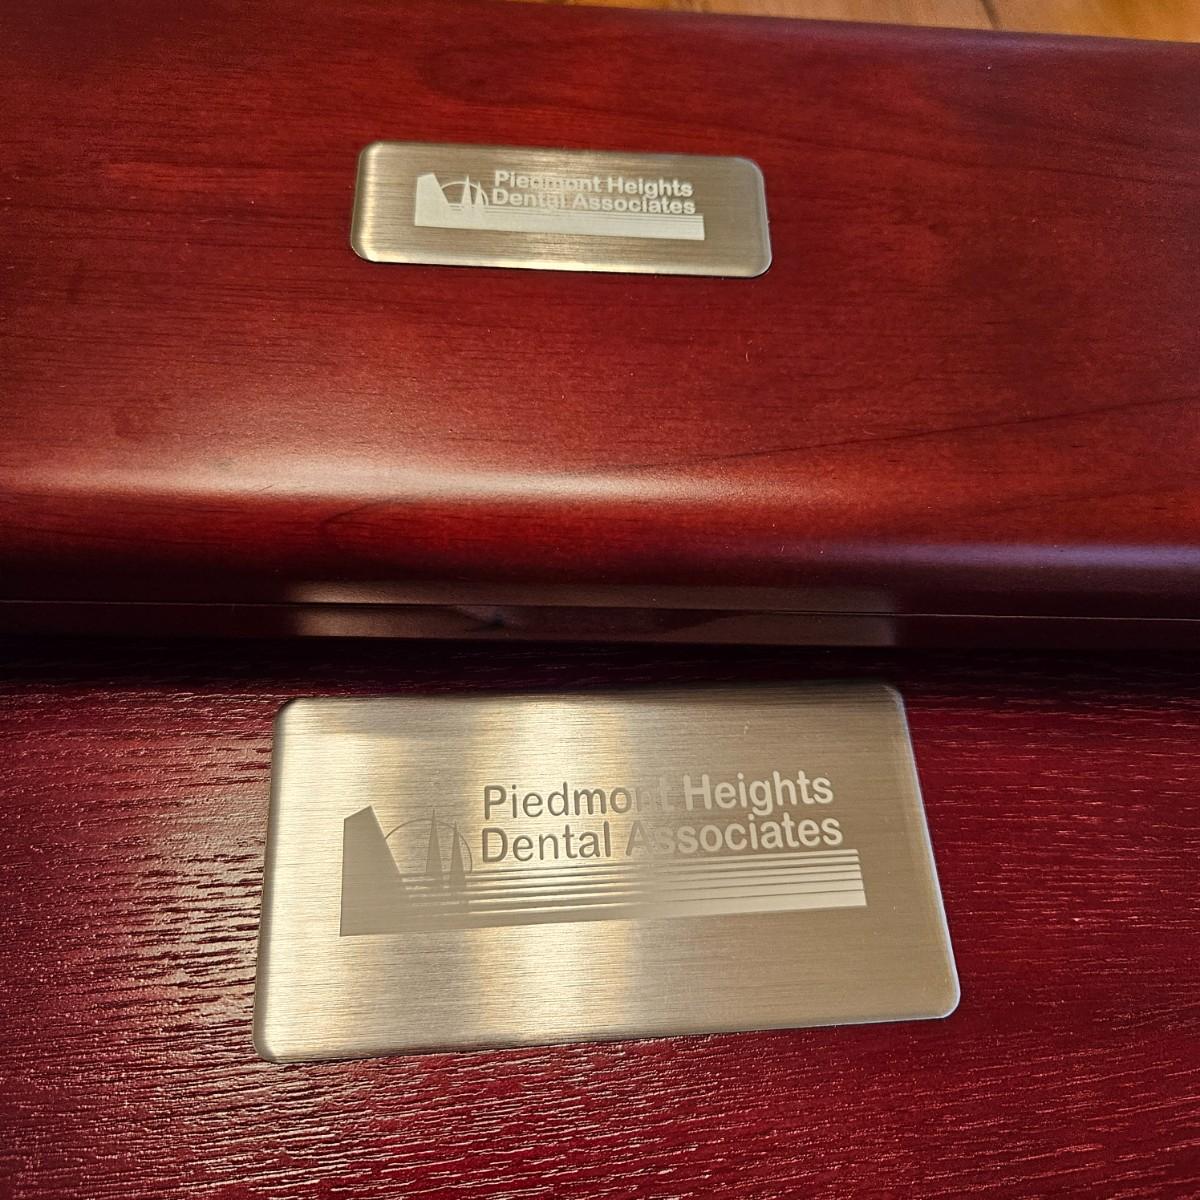 Piedmont Heights
Dental Associates
Piedmont Heights
Dental Associates